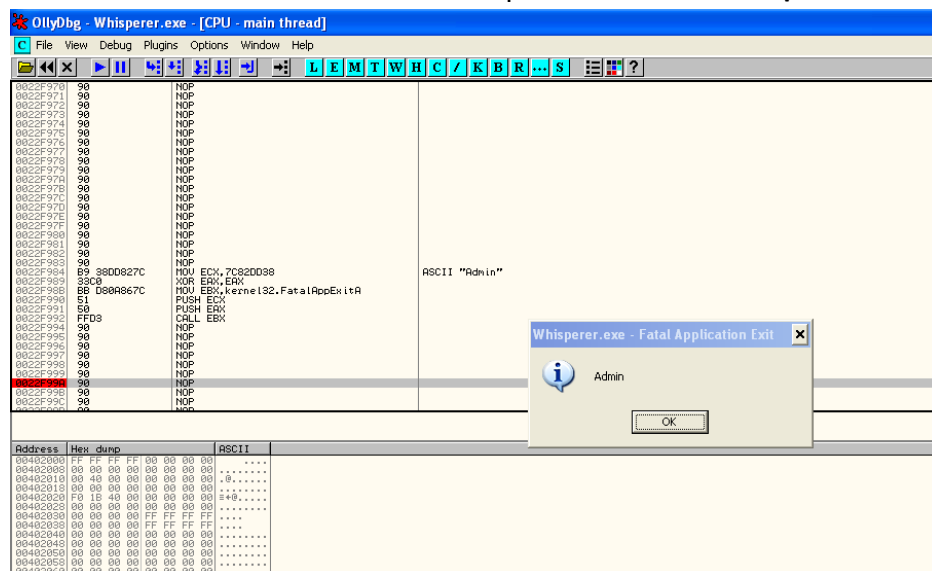 OllyDbg - Whisperer.exe - [CPU - main thread]
C File View Debug Plugins Options Window Help
L E M T W H C / K B R ... S ?
0022F970 90 NOP
0022F971 90 NOP
0022F972 90 NOP
0022F973 90 NOP
0022F974 90 NOP
0022F975 90 NOP
0022F976 90 NOP
0022F977 90 NOP
0022F978 90 NOP
0022F979 90 NOP
0022F97A 90 NOP
0022F97B 90 NOP
0022F97C 90 NOP
0022F97D 90 NOP
0022F97E 90 NOP
0022F97F 90 NOP
0022F980 90 NOP
0022F981 90 NOP
0022F982 90 NOP
0022F983 90 NOP
0022F984 B9 38DD827C MOV ECX,7C82DD38 ASCII "Admin"
0022F989 33C0 XOR EAX,EAX
0022F98B BB D80A867C MOV EBX,kernel32.FatalAppExitA
0022F990 51 PUSH ECX
0022F991 50 PUSH EAX
0022F992 FFD3 CALL EBX
0022F994 90 NOP
0022F995 90 NOP
0022F996 90 NOP
0022F997 90 NOP
0022F998 90 NOP
0022F999 90 NOP
0022F99A 90 NOP
0022F99B 90 NOP
0022F99C 90 NOP
Whisperer.exe - Fatal Application Exit
Admin
OK
Address Hex dump ASCII
00402000 FF FF FF FF 00 00 00 00 ....
00402008 00 00 00 00 00 00 00 00 ........
00402010 00 40 00 00 00 00 00 00 .@......
00402018 00 00 00 00 00 00 00 00 ........
00402020 F0 1B 40 00 00 00 00 00 ≡←@.....
00402028 00 00 00 00 00 00 00 00 ........
00402030 00 00 00 00 FF FF FF FF ....
00402038 00 00 00 00 FF FF FF FF ....
00402040 00 00 00 00 00 00 00 00 ........
00402048 00 00 00 00 00 00 00 00 ........
00402050 00 00 00 00 00 00 00 00 ........
00402058 00 00 00 00 00 00 00 00 ........